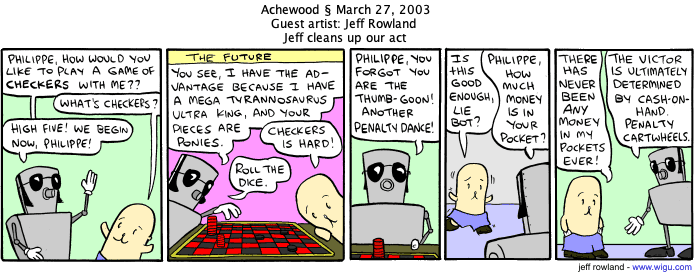 Achewood § March 27, 2003
Guest artist: Jeff Rowland
Jeff cleans up our act
PHILIPPE, HOW WOULD YOU
LIKE TO PLAY A GAME OF
CHECKERS WITH ME??
WHAT'S CHECKERS?
HIGH FIVE! WE BEGIN
NOW, PHILIPPE!
THE FUTURE
YOU SEE, I HAVE THE AD-
VANTAGE BECAUSE I HAVE
A MEGA TYRANNOSAURUS
ULTRA KING, AND YOUR
PIECES ARE
PONIES.
CHECKERS
IS HARD!
ROLL THE
DICE.
PHILIPPE, YOU
FORGOT YOU
ARE THE
THUMB-GOON!
ANOTHER
PENALTY DANCE!
IS
THIS
GOOD
ENOUGH,
LIE
BOT?
PHILIPPE,
HOW
MUCH
MONEY
IS IN
YOUR
POCKET?
THERE
HAS
NEVER
BEEN
ANY
MONEY
IN MY
POCKETS
EVER!
THE VICTOR
IS ULTIMATELY
DETERMINED
BY CASH-ON-
HAND.
PENALTY
CARTWHEELS.
jeff rowland - www.wigu.com